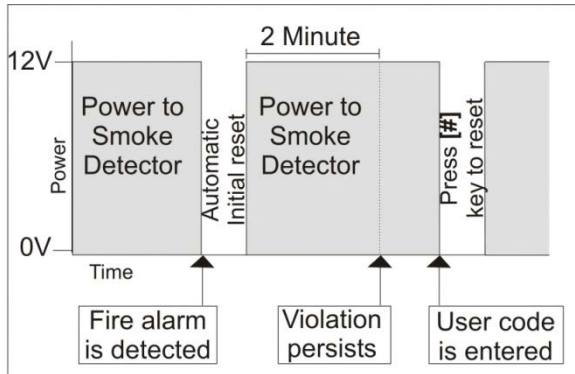 2 Minute
12V
Power to
Smoke
Detector
Automatic
Initial reset
Power to
Smoke
Detector
Press [#]
key to reset
Power
0V
Time
Fire alarm
is detected
Violation
persists
User code
is entered